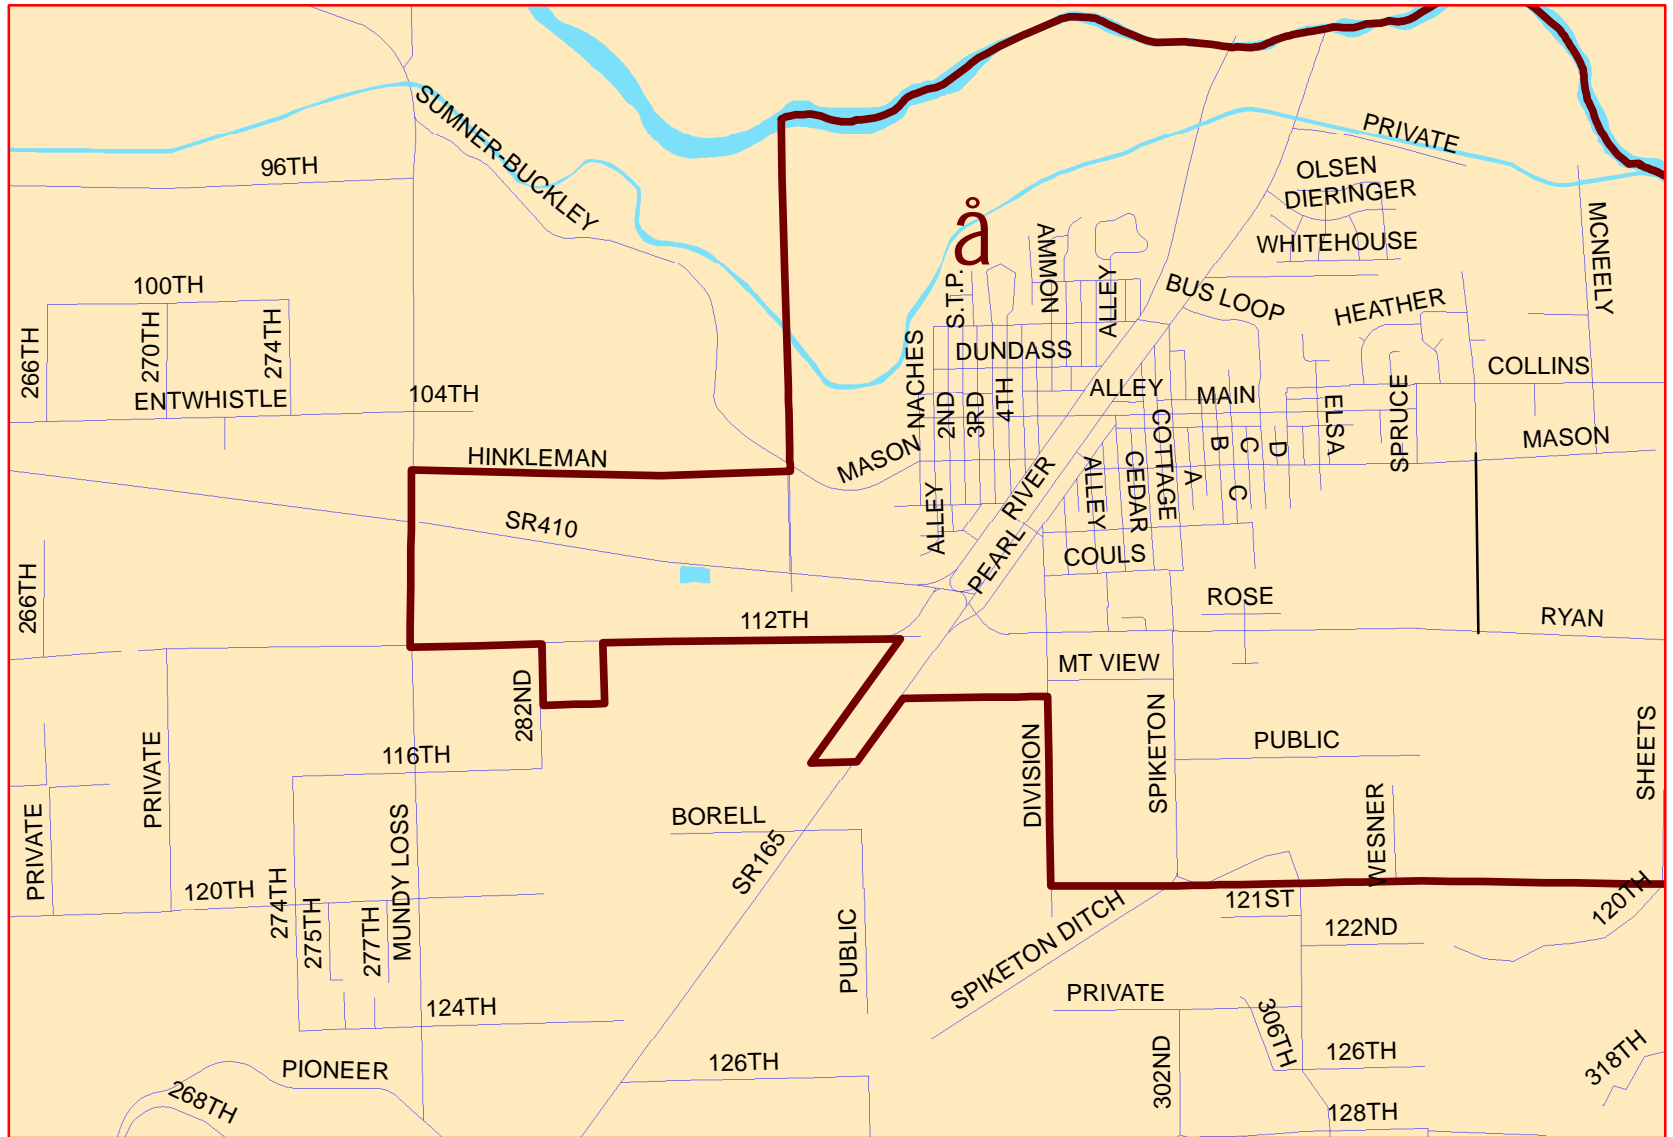 PRIVATE
SUMNER-BUCKLEY
96TH
OLSEN
DIERINGER
MCNEELY
å
AMMON
WHITEHOUSE
S.T.P.
ALLEY
BUS LOOP
HEATHER
100TH
266TH
270TH
274TH
NACHES
DUNDASS
COLLINS
ENTWHISTLE
104TH
2ND
3RD
4TH
ALLEY
MAIN
ELSA
SPRUCE
MASON
HINKLEMAN
MASON
COTTAGE
B
C
D
ALLEY
CEDAR
A
C
RIVER
SR410
ALLEY
PEARL
COULS
266TH
ROSE
112TH
RYAN
MT VIEW
282ND
PRIVATE
116TH
DIVISION
SPIKETON
PUBLIC
SHEETS
PRIVATE
BORELL
WESNER
MUNDY LOSS
SR165
120TH
274TH
275TH
277TH
PUBLIC
121ST
120TH
122ND
SPIKETON DITCH
PRIVATE
124TH
306TH
126TH
302ND
126TH
318TH
PIONEER
268TH
128TH